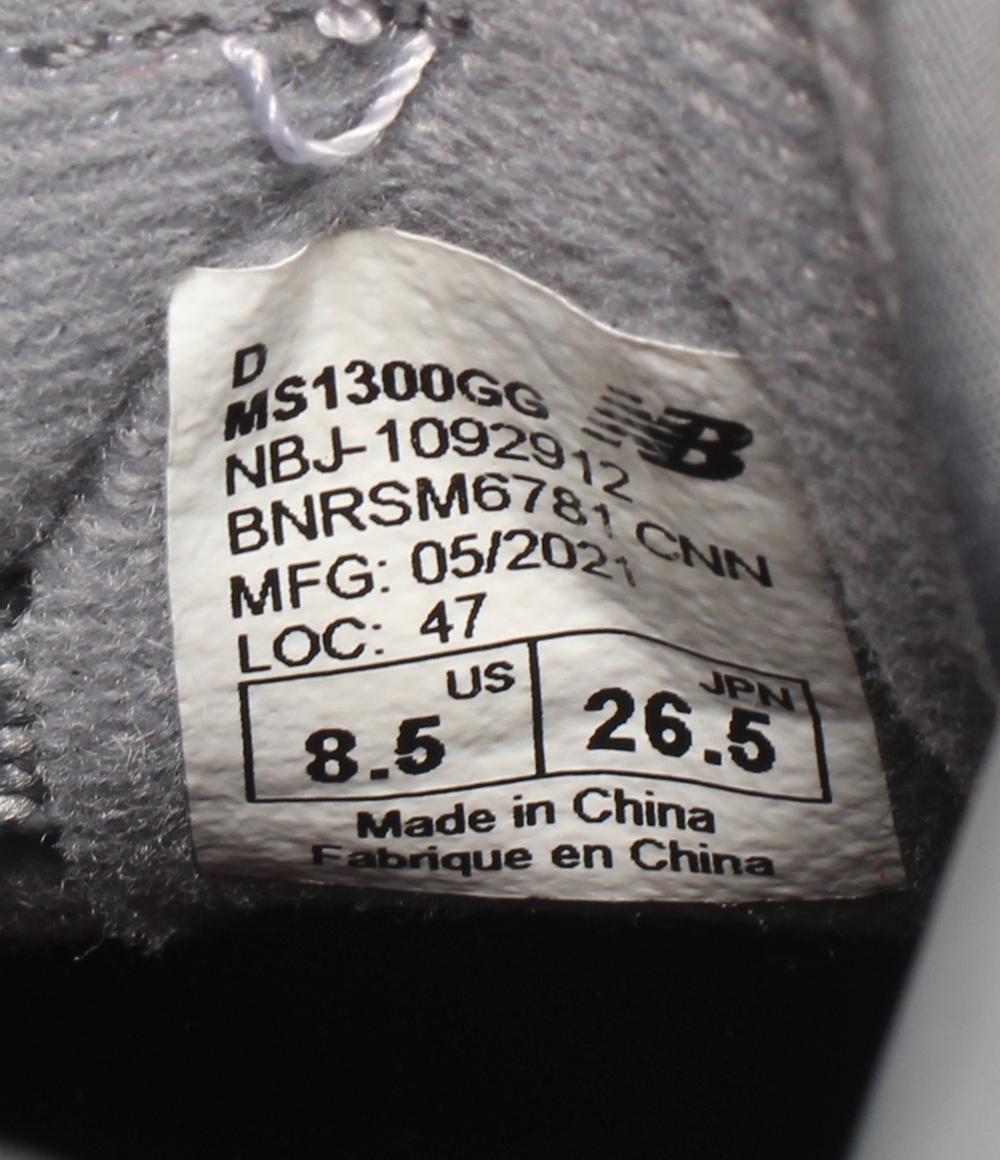 D
MS1300GG NB
NBJ-1092912
BNRSM6781 CNN
MFG: 05/2021
LOC: 47
US JPN
8.5 26.5
Made in China
Fabrique en China